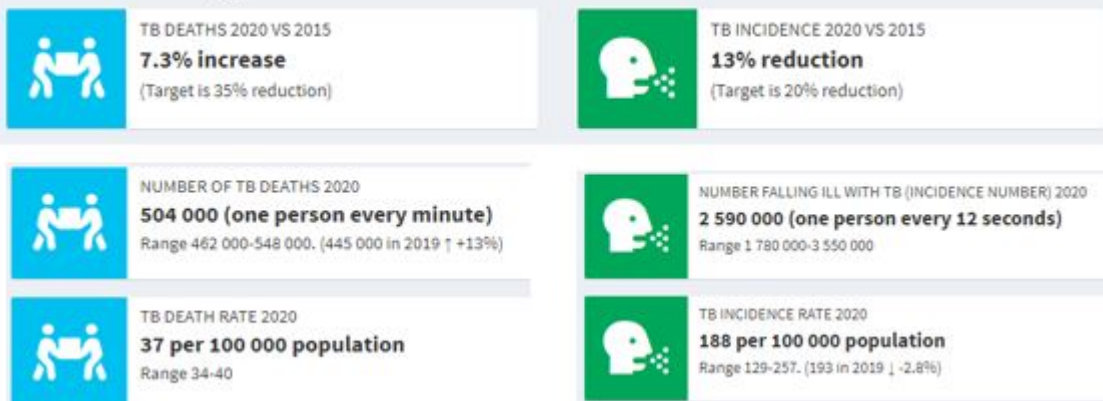 TB DEATHS 2020 VS 2015
7.3% increase
(Target is 35% reduction)
TB INCIDENCE 2020 VS 2015
13% reduction
(Target is 20% reduction)
NUMBER OF TB DEATHS 2020
504 000 (one person every minute)
Range 462 000-548 000. (445 000 in 2019 ↑ +13%)
NUMBER FALLING ILL WITH TB (INCIDENCE NUMBER) 2020
2 590 000 (one person every 12 seconds)
Range 1 780 000-3 550 000
TB DEATH RATE 2020
37 per 100 000 population
Range 34-40
TB INCIDENCE RATE 2020
188 per 100 000 population
Range 129-257. (193 in 2019 ↓ -2.8%)